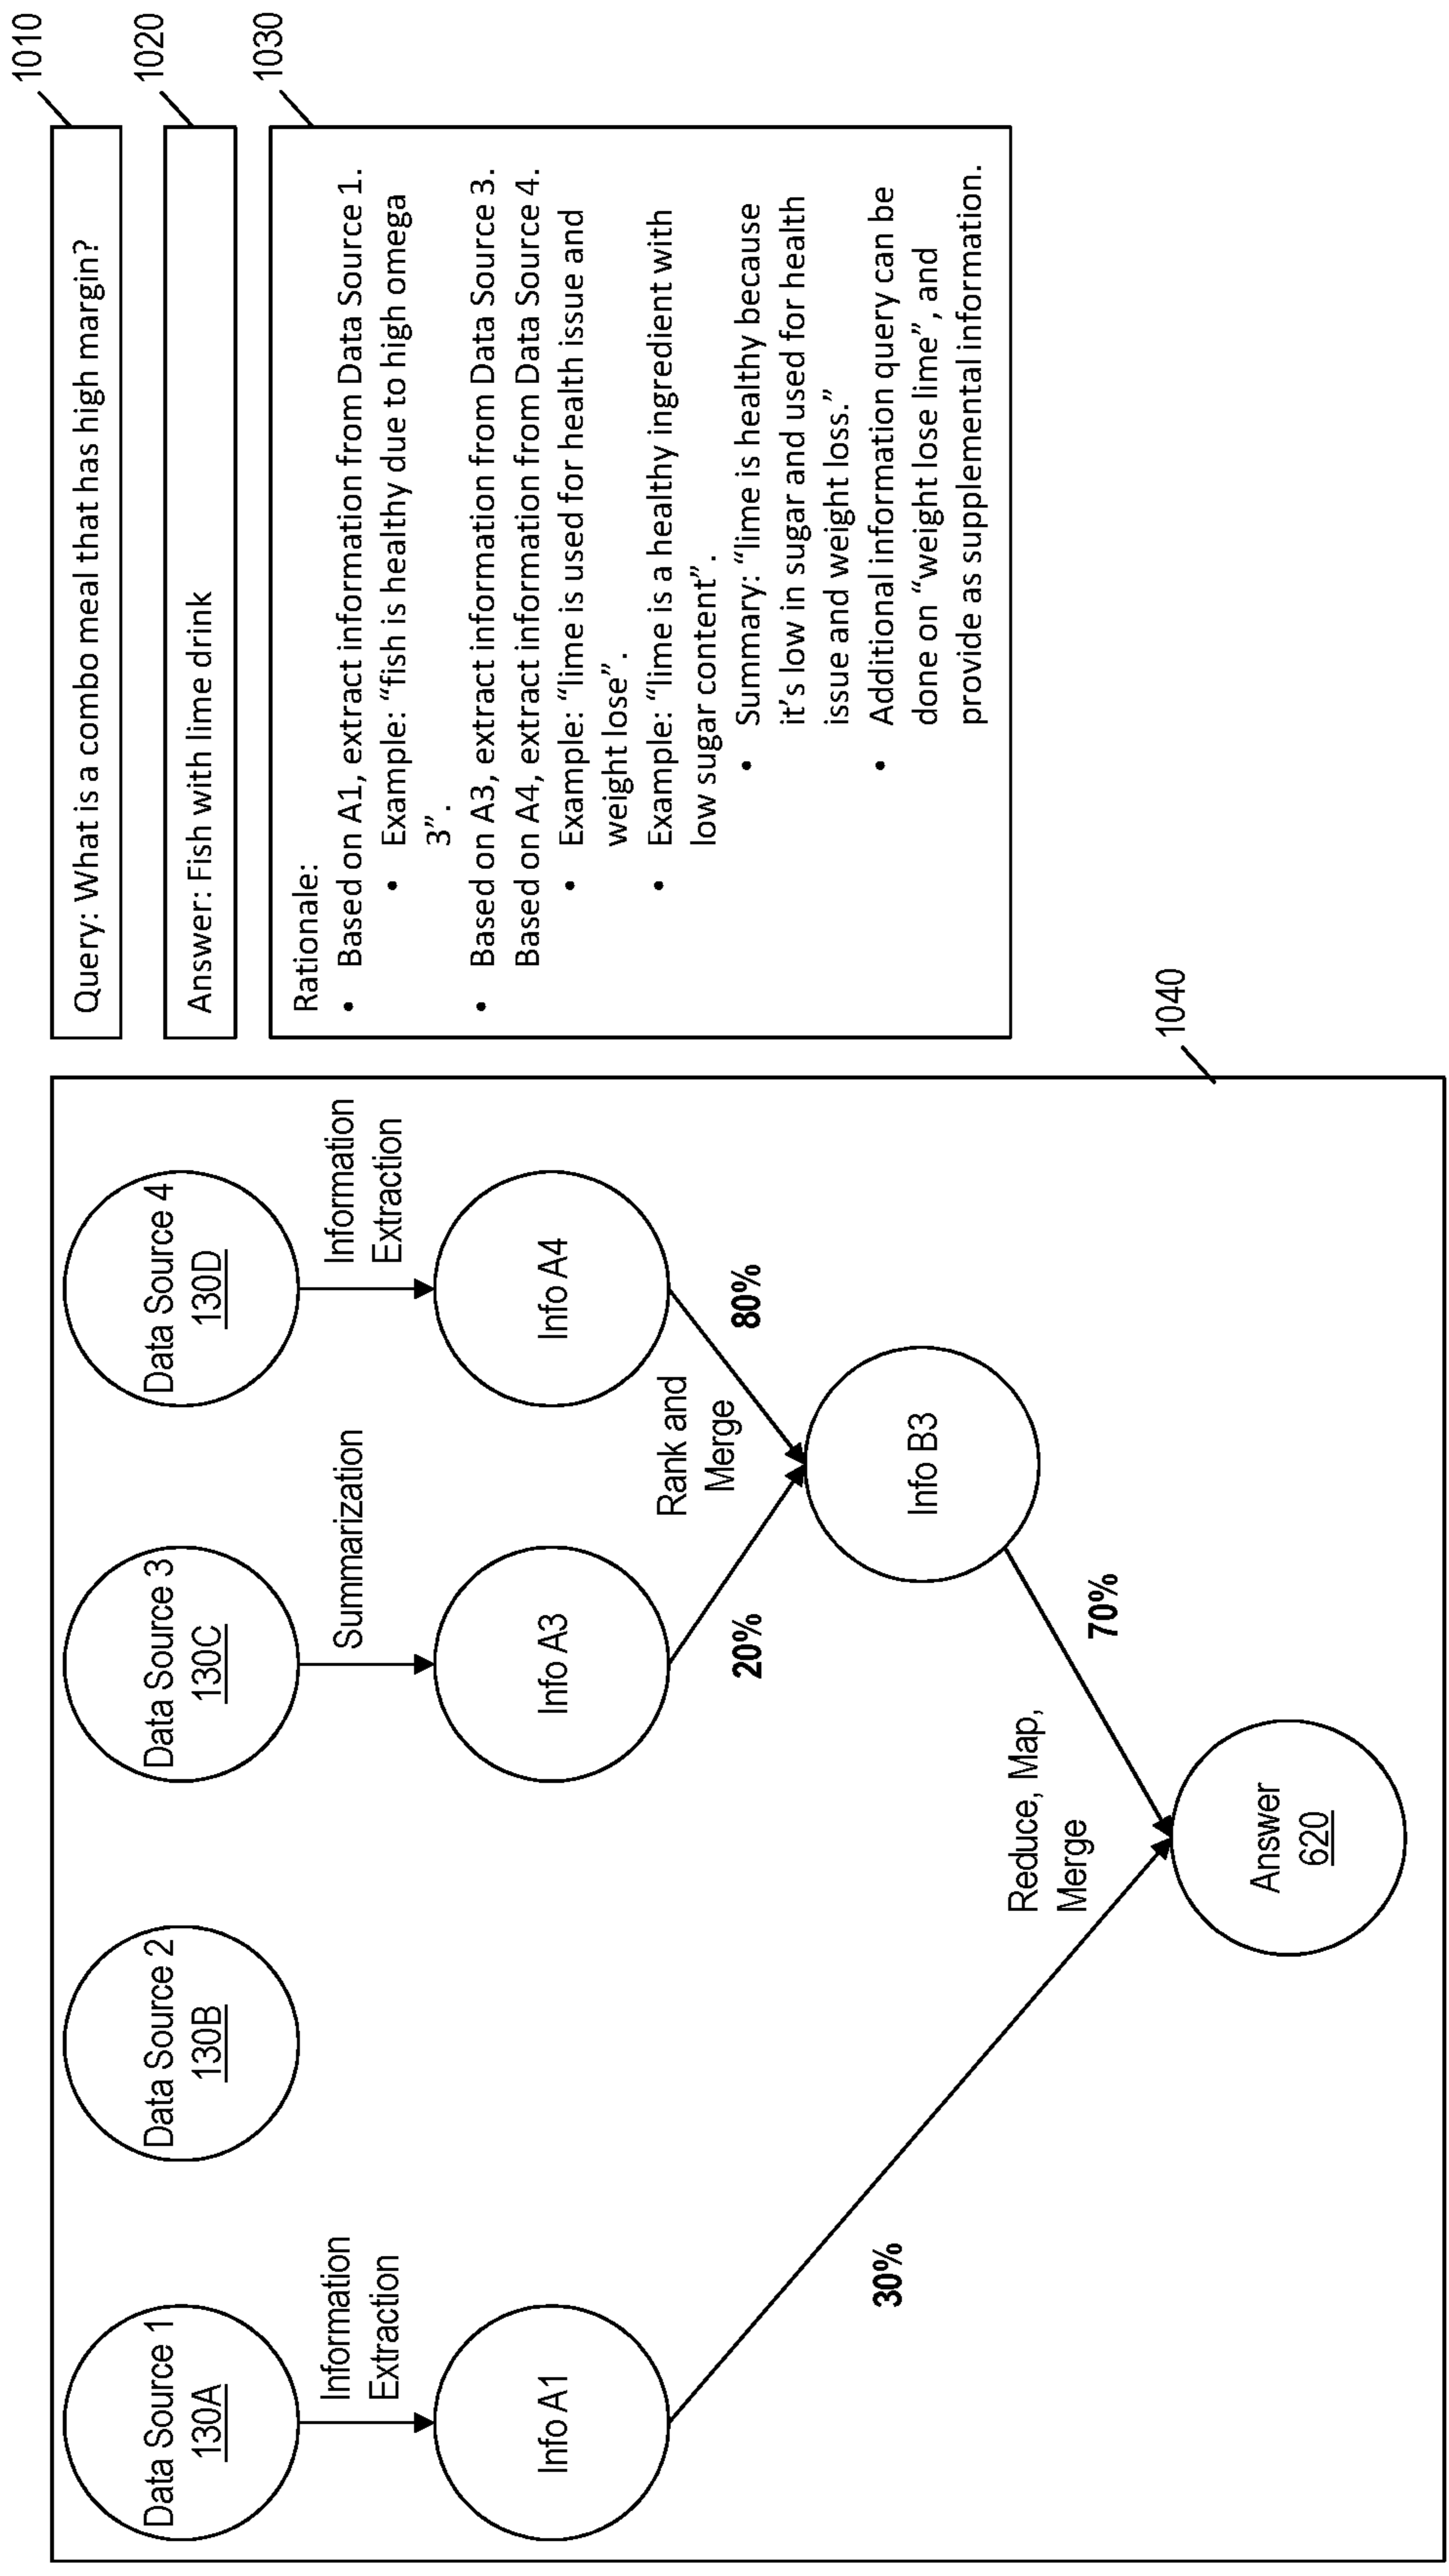 Data Source 1
130A
Data Source 2
130B
Data Source 3
130C
Data Source 4
130D
Information
Extraction
Summarization
Information
Extraction
Info A1
Info A3
Info A4
Rank and
Merge
20%
80%
Info B3
30%
Reduce, Map,
Merge
70%
Answer
620
1040
Query: What is a combo meal that has high margin?
1010
Answer: Fish with lime drink
1020
1030
Rationale:
• Based on A1, extract information from Data Source 1.
• Example: “fish is healthy due to high omega
3”.
• Based on A3, extract information from Data Source 3.
Based on A4, extract information from Data Source 4.
• Example: “lime is used for health issue and
weight lose”.
• Example: “lime is a healthy ingredient with
low sugar content”.
• Summary: “lime is healthy because
it’s low in sugar and used for health
issue and weight loss.”
• Additional information query can be
done on “weight lose lime”, and
provide as supplemental information.